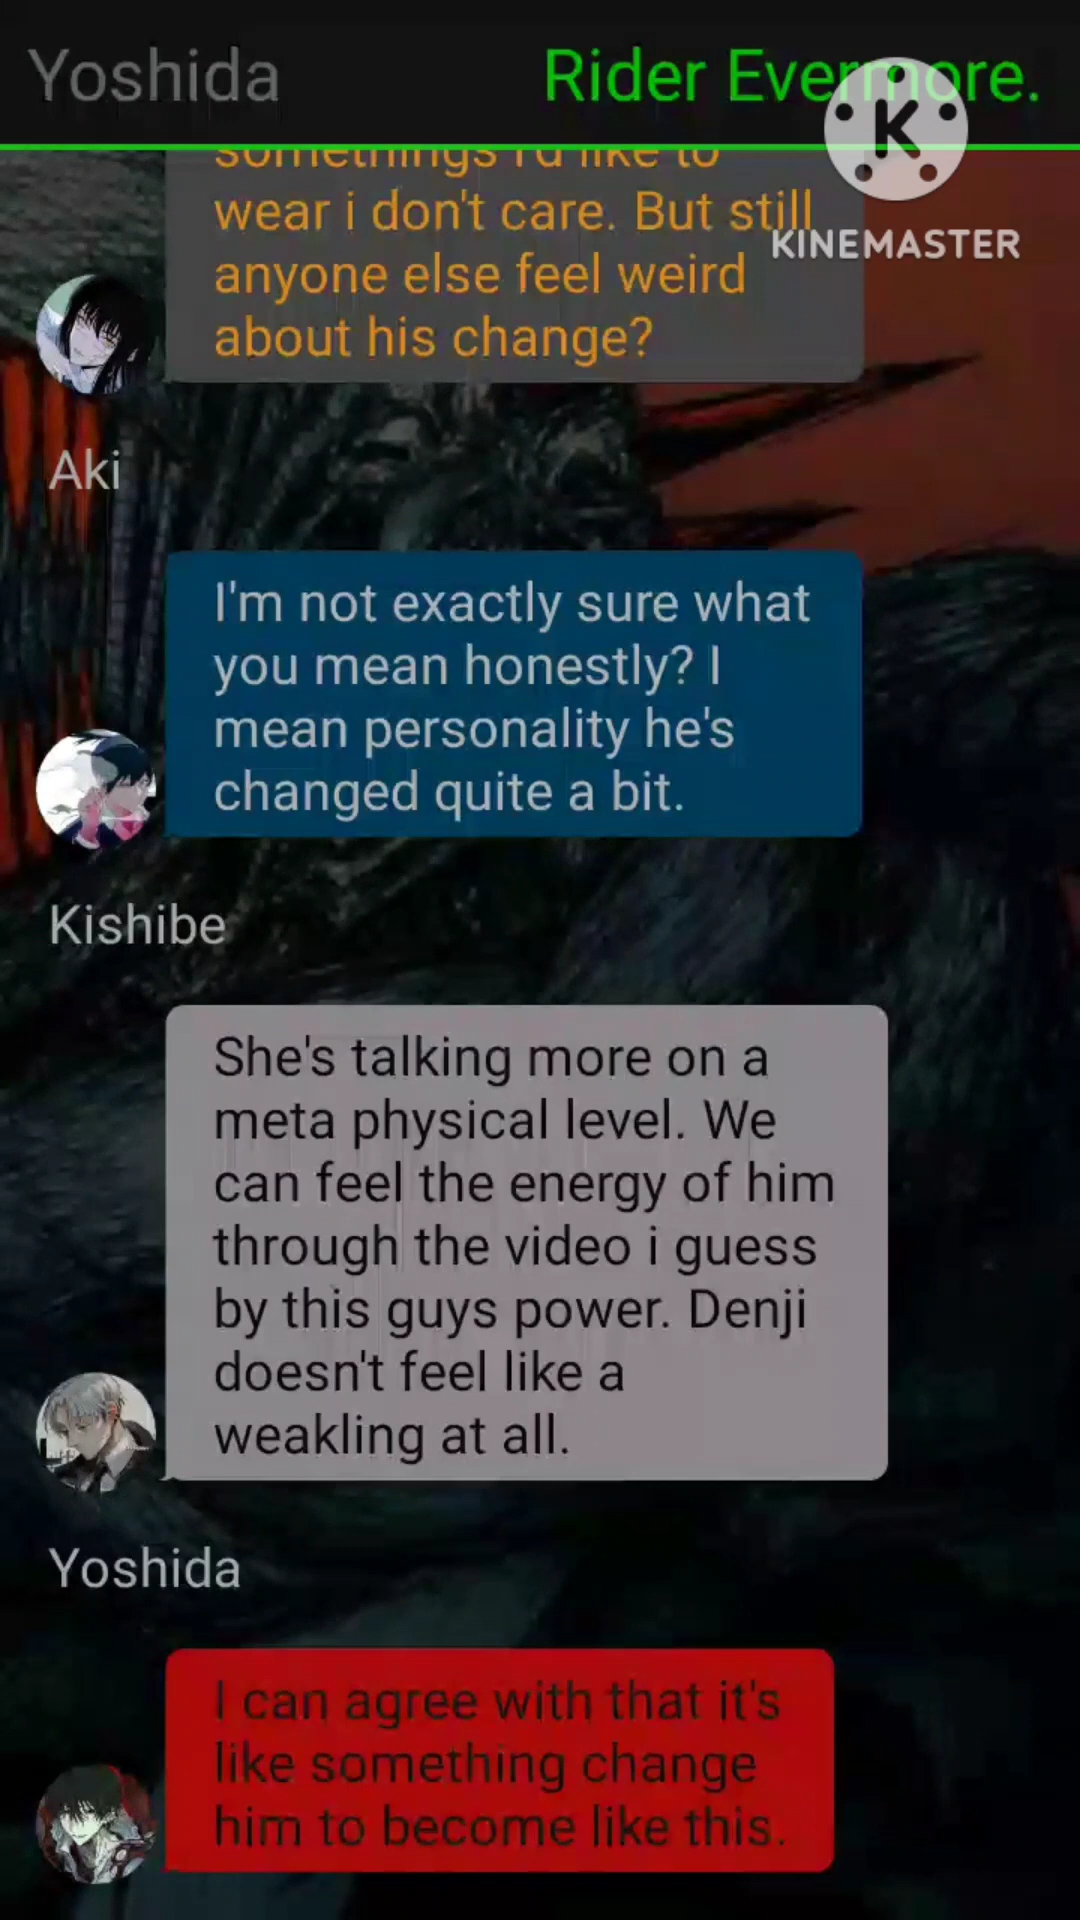 Yoshida
Rider Evermore.
K
KINEMASTER
somethings i'd like to
wear i don't care. But still
anyone else feel weird
about his change?
Aki
I'm not exactly sure what
you mean honestly? I
mean personality he's
changed quite a bit.
Kishibe
She's talking more on a
meta physical level. We
can feel the energy of him
through the video i guess
by this guys power. Denji
doesn't feel like a
weakling at all.
Yoshida
I can agree with that it's
like something change
him to become like this.